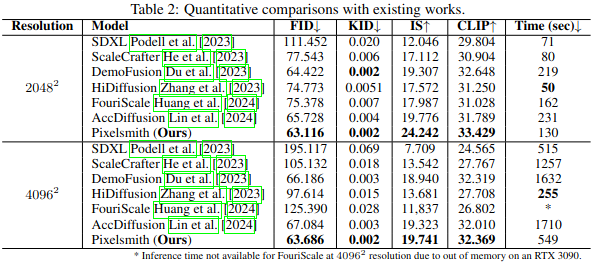 Table 2: Quantitative comparisons with existing works.
Resolution Model FID↓ KID↓ IS↑ CLIP↑ Time (sec)↓
SDXL Podell et al. [2023] 111.452 0.020 12.046 29.804 71
ScaleCrafter He et al. [2023] 77.543 0.006 17.112 30.904 80
DemoFusion Du et al. [2023] 64.422 0.002 19.307 32.648 219
2048² HiDiffusion Zhang et al. [2023] 74.773 0.0051 17.572 31.250 50
FouriScale Huang et al. [2024] 75.378 0.007 17.987 31.028 162
AccDiffusion Lin et al. [2024] 65.728 0.004 19.776 31.789 231
Pixelsmith (Ours) 63.116 0.002 24.242 33.429 130
SDXL Podell et al. [2023] 195.117 0.069 7.709 24.565 515
ScaleCrafter He et al. [2023] 105.132 0.018 13.542 27.767 1257
DemoFusion Du et al. [2023] 66.186 0.003 18.940 32.319 1632
4096² HiDiffusion Zhang et al. [2023] 97.614 0.015 13.681 27.708 255
FouriScale Huang et al. [2024] 125.390 0.028 11,837 26.802 *
AccDiffusion Lin et al. [2024] 67.084 0.003 19.323 32.010 1710
Pixelsmith (Ours) 63.686 0.002 19.741 32.369 549
* Inference time not available for FouriScale at 4096² resolution due to out of memory on an RTX 3090.